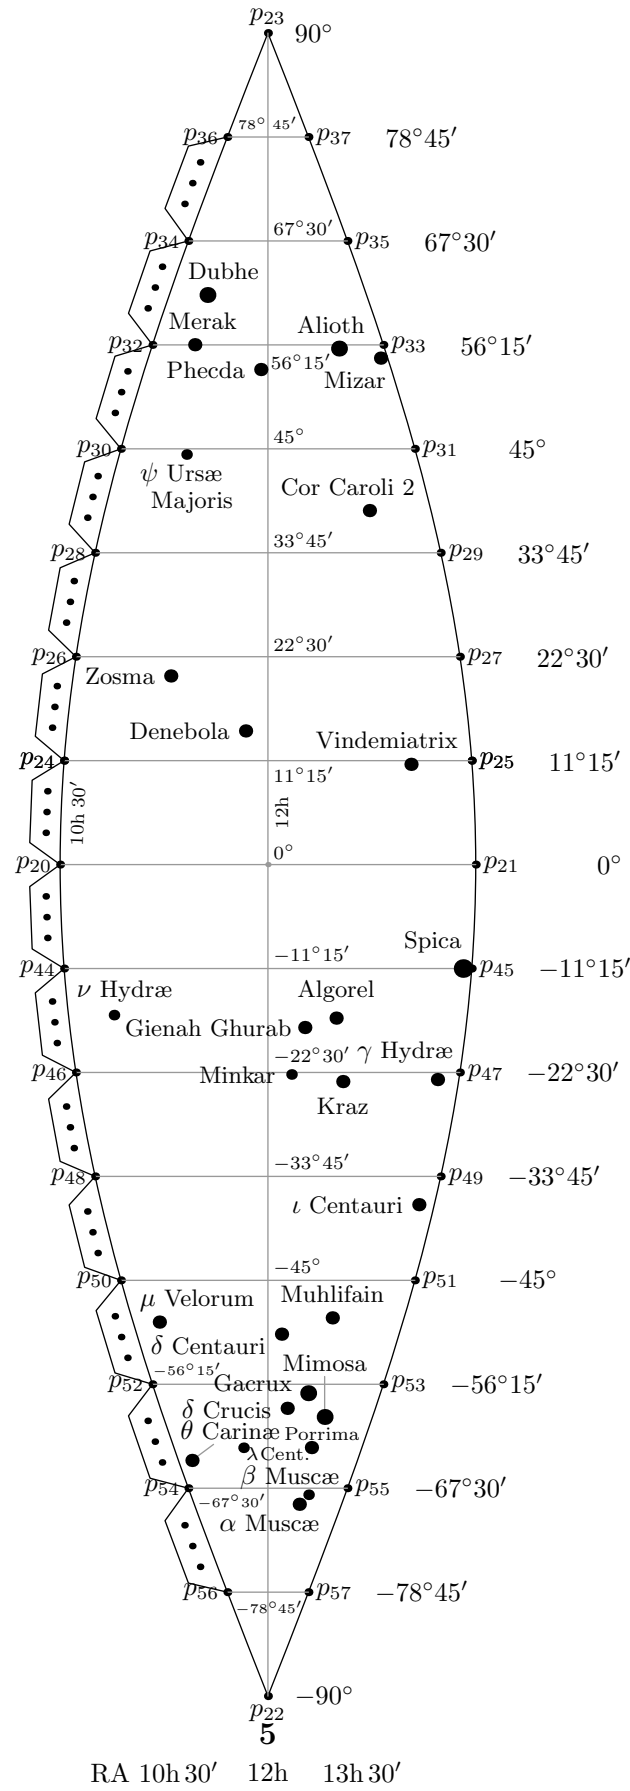 p23 90°
78° 45′
p36 p37 78°45′
67°30′
p34 p35 67°30′
Dubhe
Merak Alioth
p32 p33 56°15′
56°15′
Phecda Mizar
45°
p30 p31 45°
ψ Ursæ
Majoris
Cor Caroli 2
33°45′
p28 p29 33°45′
22°30′
p26 p27 22°30′
Zosma
Denebola Vindemiatrix
p24 p25 11°15′
11°15′
10h 30′ 12h
0°
p20 p21 0°
Spica
−11°15′
p44 p45 −11°15′
ν Hydræ Algorel
Gienah Ghurab
−22°30′ γ Hydræ
p46 Minkar p47 −22°30′
Kraz
−33°45′
p48 p49 −33°45′
ι Centauri
−45°
p50 p51 −45°
μ Velorum Muhlifain
δ Centauri
Mimosa
−56°15′
p52 Gacrux p53 −56°15′
δ Crucis
θ Carinæ Porrima
λCent.
β Muscæ
p54 p55 −67°30′
−67°30′
α Muscæ
p56 p57 −78°45′
−78°45′
−90°
p22
5
RA 10h 30′ 12h 13h 30′